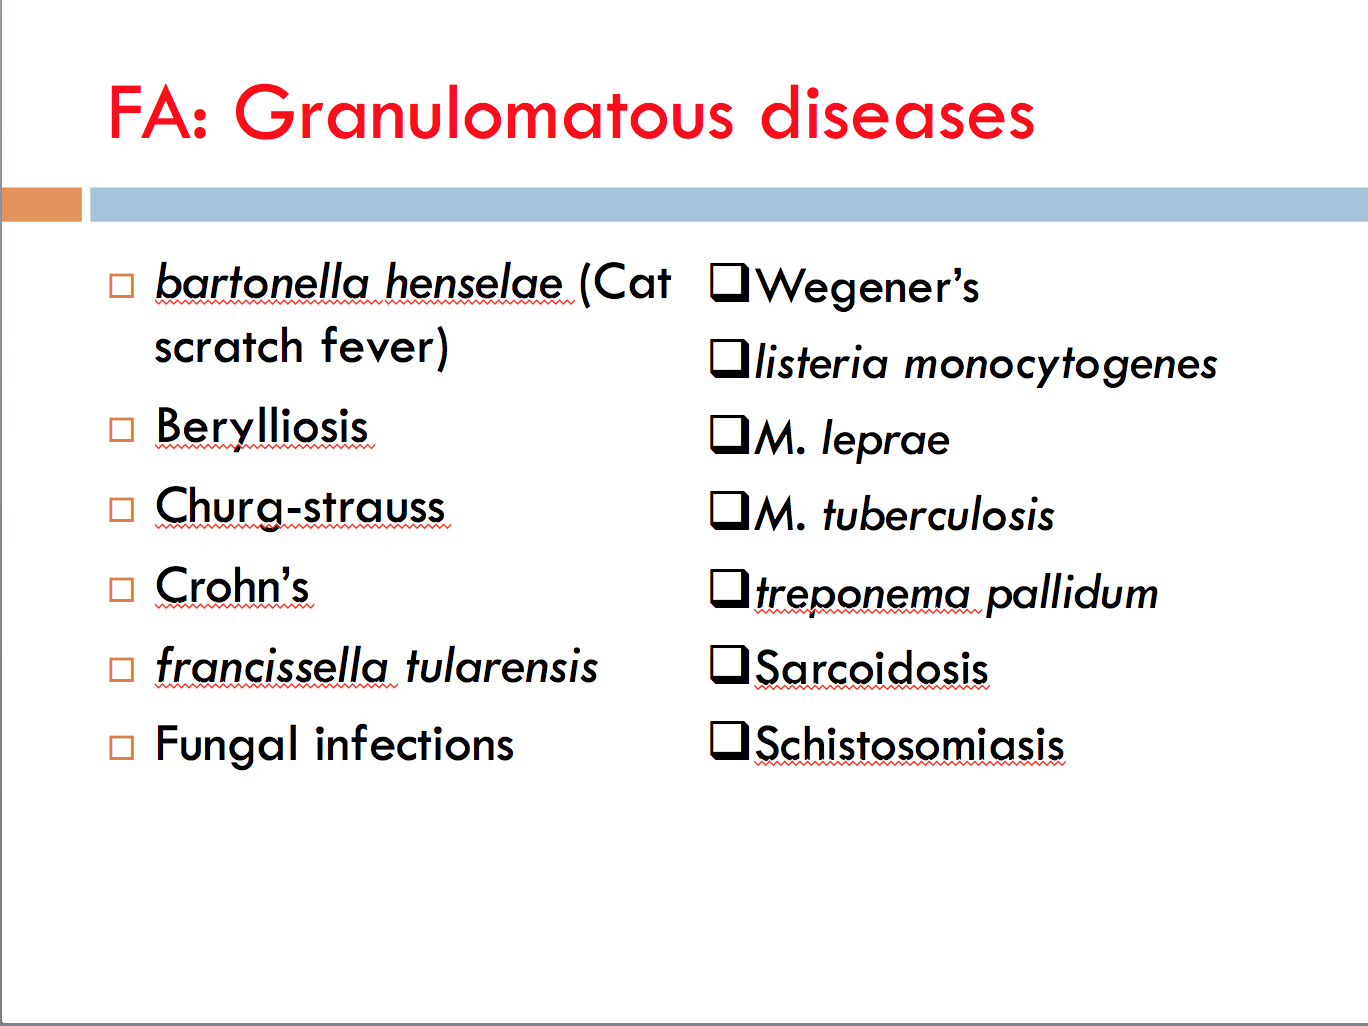 FA: Granulomatous diseases
bartonella henselae (Cat
scratch fever)
Berylliosis
Churg-strauss
Crohn’s
francissella tularensis
Fungal infections
Wegener’s
listeria monocytogenes
M. leprae
M. tuberculosis
treponema pallidum
Sarcoidosis
Schistosomiasis